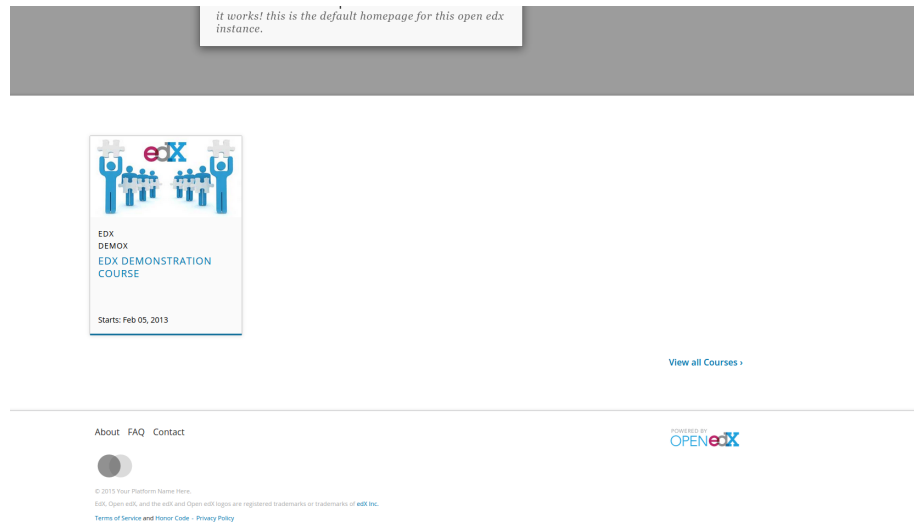 it works! this is the default homepage for this open edx
instance.
edX
EDX
DEMOX
EDX DEMONSTRATION
COURSE
Starts: Feb 05, 2013
View all Courses ›
About FAQ Contact
POWERED BY
OPEN edX
© 2015 Your Platform Name Here.
EdX, Open edX, and the edX and Open edX logos are registered trademarks or trademarks of edX Inc.
Terms of Service and Honor Code - Privacy Policy